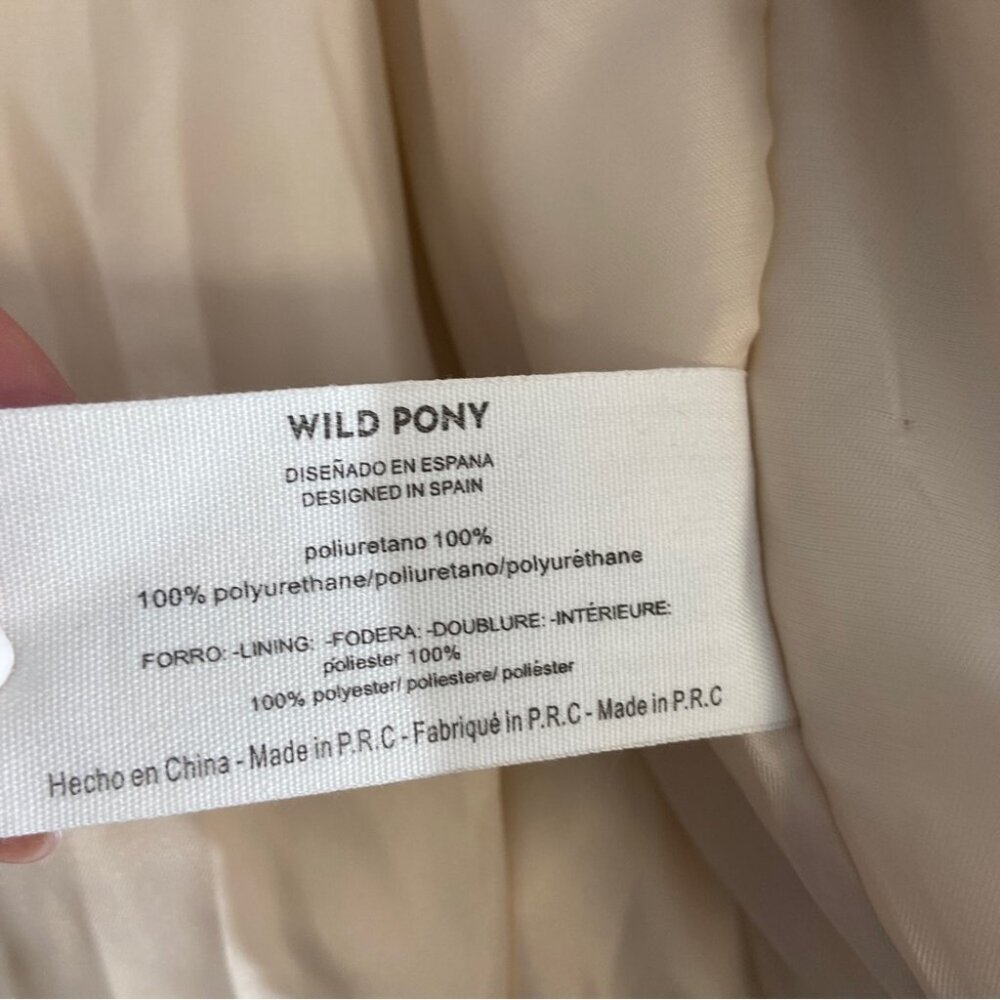 WILD PONY
DISEÑADO EN ESPANA
DESIGNED IN SPAIN
poliuretano 100%
100% polyurethane/poliuretano/polyuréthane
FORRO: -LINING: -FODERA: -DOUBLURE: -INTÉRIEURE:
poliester 100%
100% polyester/ poliestere/ poliéster
Hecho en China - Made in P.R.C - Fabriqué in P.R.C - Made in P.R.C